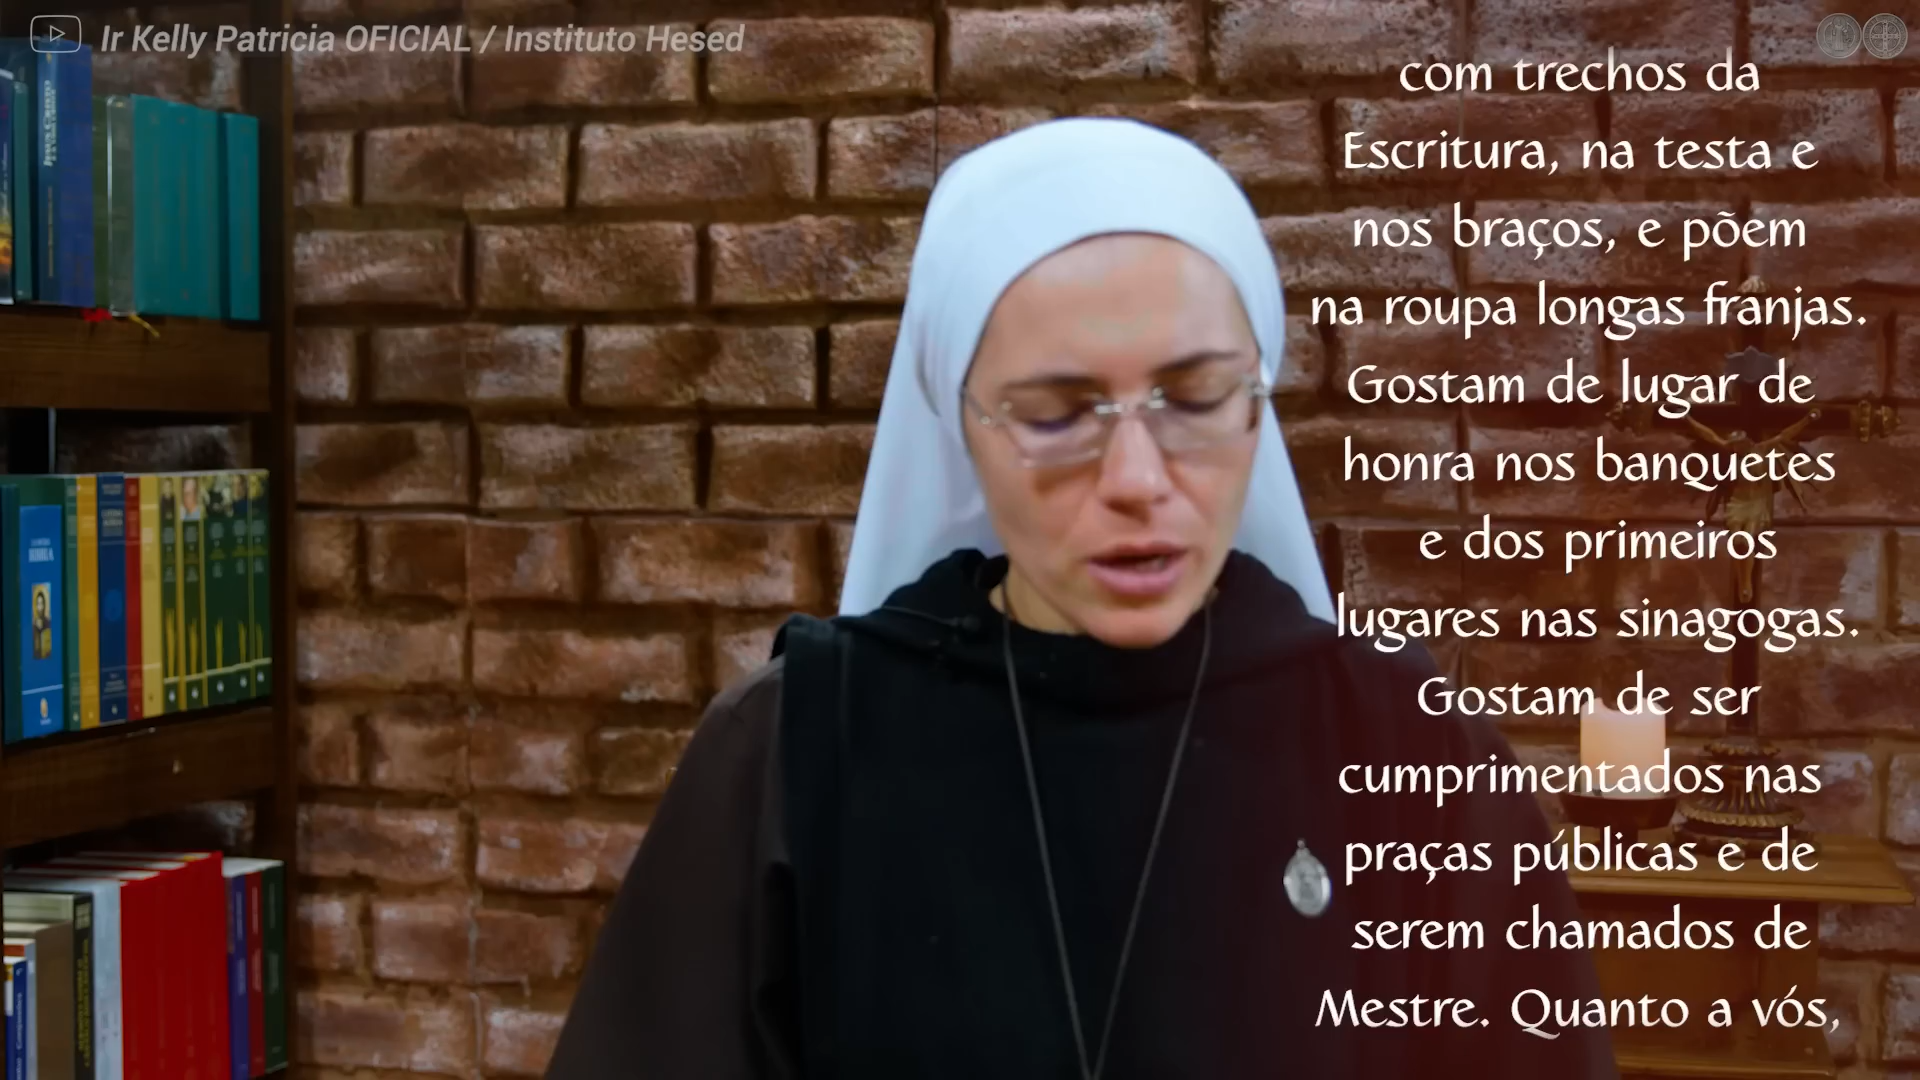 Ir Kelly Patricia OFICIAL / Instituto Hesed
com trechos da
Escritura, na testa e
nos braços, e põem
na roupa longas franjas.
Gostam de lugar de
honra nos banquetes
e dos primeiros
lugares nas sinagogas.
Gostam de ser
cumprimentados nas
praças públicas e de
serem chamados de
Mestre. Quanto a vós,
BIBLIA